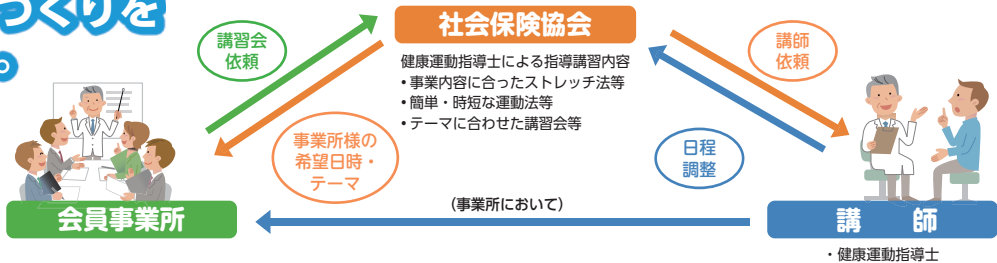 づくりを
。
社会保険協会
講習会
依頼
健康運動指導士による指導講習内容
•事業内容に合ったストレッチ法等
•簡単・時短な運動法等
•テーマに合わせた講習会等
講師
依頼
事業所様の
希望日時・
テーマ
日程
調整
(事業所において)
会員事業所
講　師
・健康運動指導士